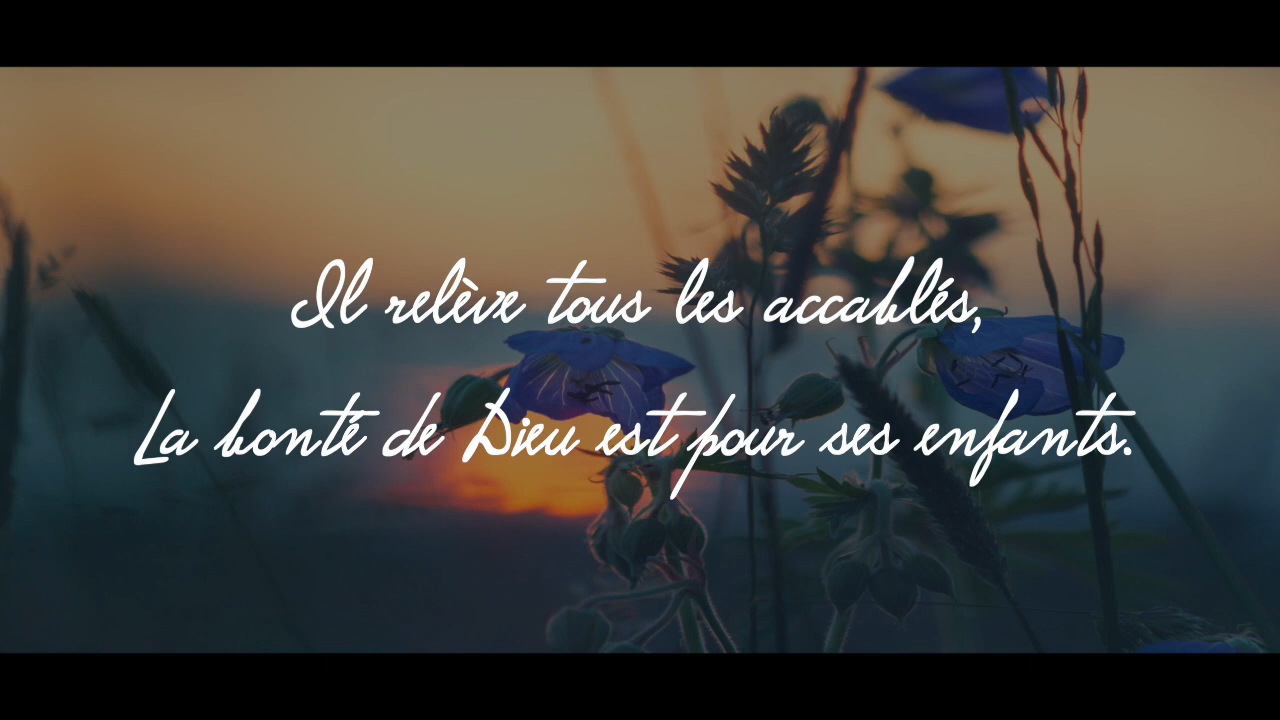 Il relève tous les accablés,
La bonté de Dieu est pour ses enfants.